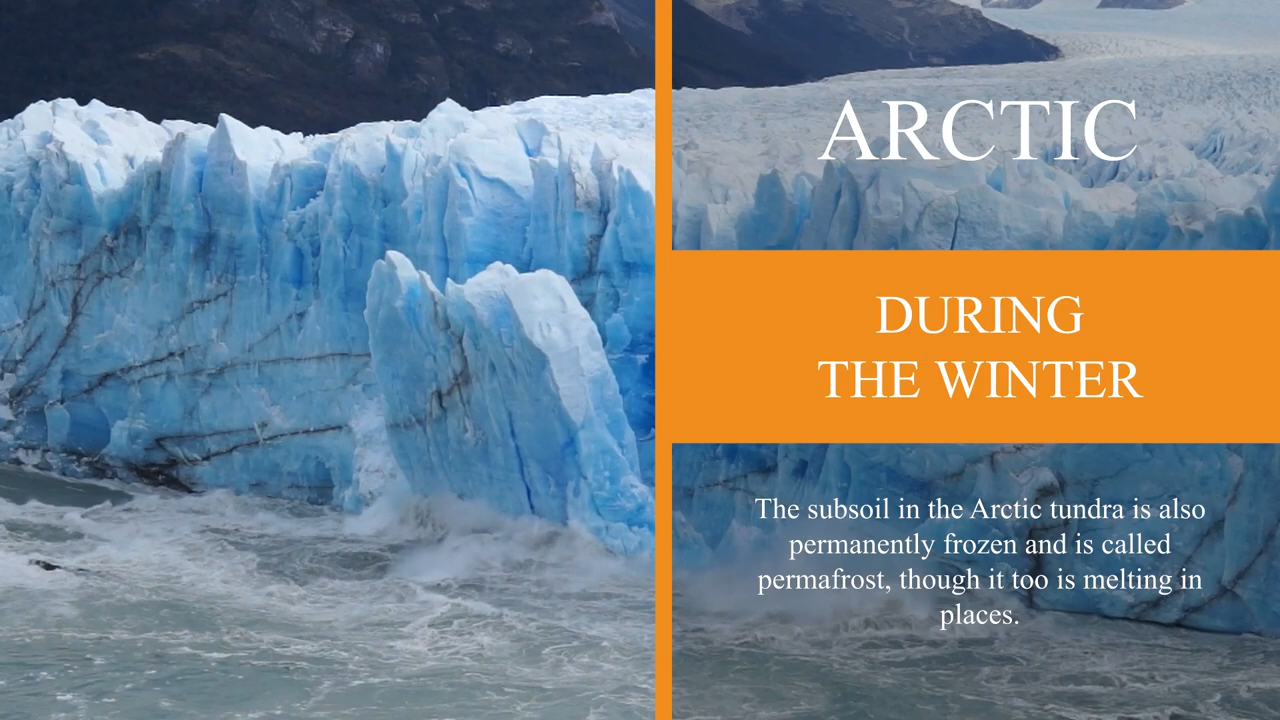 ARCTIC
DURING
THE WINTER
The subsoil in the Arctic tundra is also
permanently frozen and is called
permafrost, though it too is melting in
places.